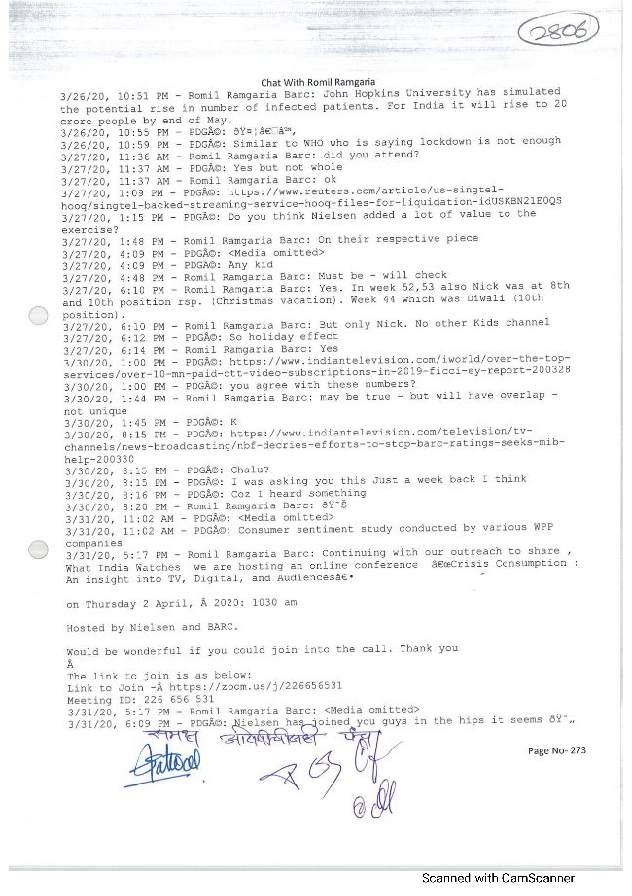 2806
Chat With Romil Ramgaria
3/26/20, 10:51 PM - Romil Ramgaria Barc: John Hopkins University has simulated
the potential rise in number of infected patients. For India it will rise to 20
crore people by end of May.
3/26/20, 10:55 PM - PDGÂ©: ðŸ¤¦â€â™‚
3/26/20, 10:59 PM - PDGÂ©: Similar to WHO who is saying lockdown is not enough
3/27/20, 11:36 AM - Romil Ramgaria Barc: did you attend?
3/27/20, 11:37 AM - PDGÂ©: Yes but not whole
3/27/20, 11:37 AM - Romil Ramgaria Barc: ok
3/27/20, 1:09 PM - PDGÂ©: https://www.reuters.com/article/us-singtel-
hooq/singtel-backed-streaming-service-hooq-files-for-liquidation-idUSKBN21E0QS
3/27/20, 1:15 PM - PDGÂ©: Do you think Nielsen added a lot of value to the
exercise?
3/27/20, 1:48 PM - Romil Ramgaria Barc: On their respective piece
3/27/20, 4:09 PM - PDGÂ©: <Media omitted>
3/27/20, 4:09 PM - PDGÂ©: Any kid
3/27/20, 4:48 PM - Romil Ramgaria Barc: Must be - will check
3/27/20, 6:10 PM - Romil Ramgaria Barc: Yes. In week 52,53 also Nick was at 8th
and 10th position rsp. (Christmas vacation). Week 44 which was Diwali (10th
position).
3/27/20, 6:10 PM - Romil Ramgaria Barc: But only Nick. No other Kids channel
3/27/20, 6:12 PM - PDGÂ©: So holiday effect
3/27/20, 6:14 PM - Romil Ramgaria Barc: Yes
3/30/20, 1:00 PM - PDGÂ©: https://www.indiantelevision.com/iworld/over-the-top-
services/over-10-mn-paid-ott-video-subscriptions-in-2019-ficci-ey-report-200328
3/30/20, 1:00 PM - PDGÂ©: you agree with these numbers?
3/30/20, 1:44 PM - Romil Ramgaria Barc: may be true - but will have overlap -
not unique
3/30/20, 1:45 PM - PDGÂ©: K
3/30/20, 8:15 PM - PDGÂ©: https://www.indiantelevision.com/television/tv-
channels/news-broadcasting/nbf-decries-efforts-to-stop-barc-ratings-seeks-mib-
help-200330
3/30/20, 8:15 PM - PDGÂ©: Chalu?
3/30/20, 8:15 PM - PDGÂ©: I was asking you this Just a week back I think
3/30/20, 8:16 PM - PDGÂ©: Coz I heard something
3/30/20, 8:20 PM - Romil Ramgaria Barc:
3/31/20, 11:02 AM - PDGÂ©: <Media omitted>
3/31/20, 11:02 AM - PDGÂ©: Consumer sentiment study conducted by various WPP
companies
3/31/20, 5:17 PM - Romil Ramgaria Barc: Continuing with our outreach to share ,
What India Watches we are hosting an online conference â€œCrisis Consumption :
An insight into TV, Digital, and Audiencesâ€•
on Thursday 2 April, Â 2020: 1030 am
Hosted by Nielsen and BARC.
Would be wonderful if you could join into the call. Thank you
Â
The link to join is as below:
Link to Join -Â https://zoom.us/j/226656531
Meeting ID: 226 656 531
3/31/20, 5:17 PM - Romil Ramgaria Barc: <Media omitted>
3/31/20, 6:09 PM - PDGÂ©: Nielsen has joined you guys in the hips it seems ðŸ˜„
समक्ष
Page No- 273
Scanned with CamScanner